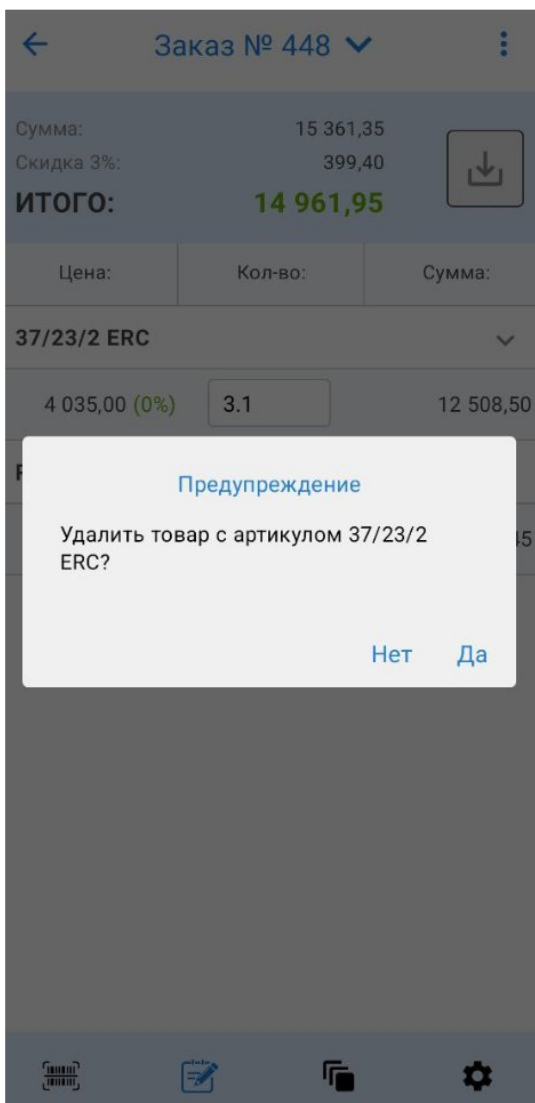 Заказ № 448
Сумма: 15 361,35
Скидка 3%: 399,40
ИТОГО: 14 961,95
Цена: Кол-во: Сумма:
37/23/2 ERC
4 035,00 (0%) 3.1 12 508,50
Предупреждение
Удалить товар с артикулом 37/23/2
ERC?
Нет Да